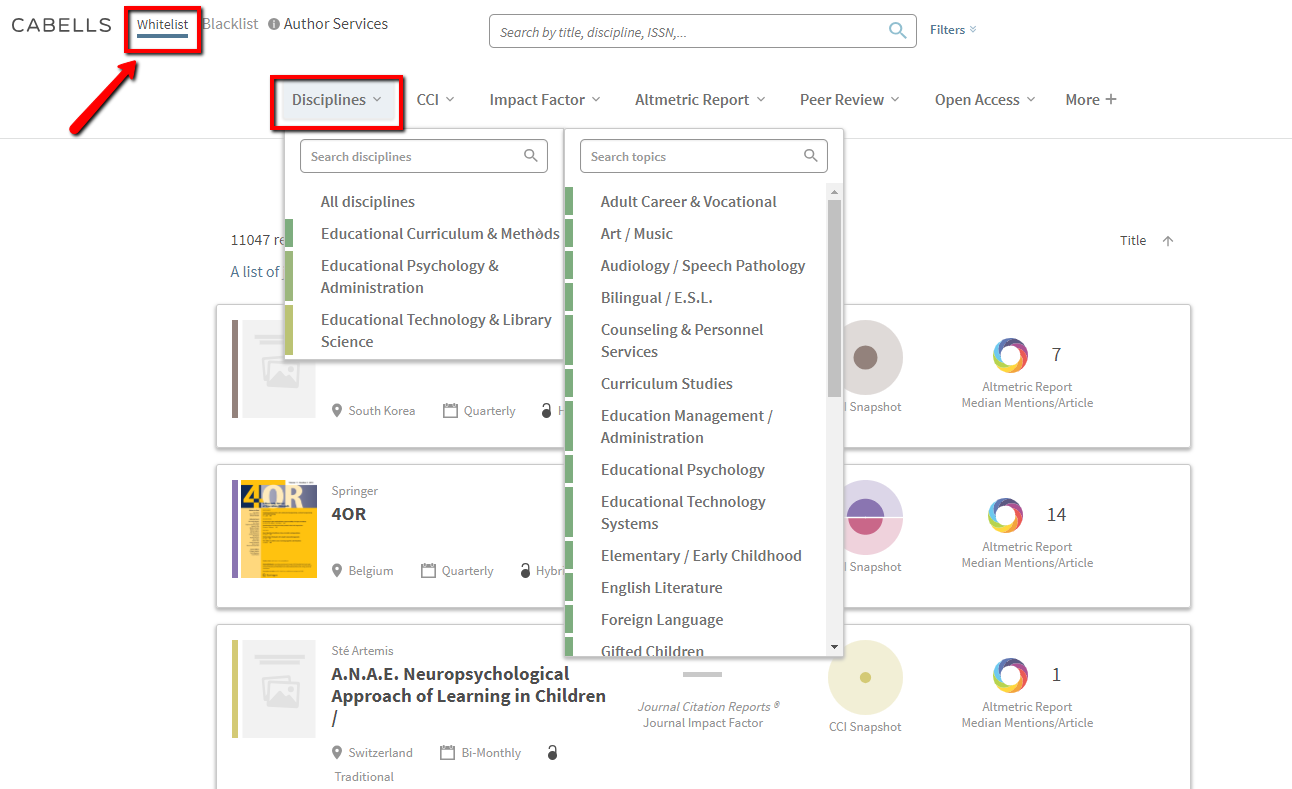 CABELLS
Whitelist
Blacklist
Author Services
Search by title, discipline, ISSN,...
Filters
Disciplines
CCI
Impact Factor
Altmetric Report
Peer Review
Open Access
More +
Search disciplines
Search topics
All disciplines
Educational Curriculum & Methods
Educational Psychology &
Administration
Educational Technology & Library
Science
Adult Career & Vocational
Art / Music
Audiology / Speech Pathology
Bilingual / E.S.L.
Counseling & Personnel
Services
Curriculum Studies
Education Management /
Administration
Educational Psychology
Educational Technology
Systems
Elementary / Early Childhood
English Literature
Foreign Language
Gifted Children
11047 re
A list of
Title
South Korea
Quarterly
H
Snapshot
7
Altmetric Report
Median Mentions/Article
Springer
4OR
4OR
Belgium
Quarterly
Hybri
Snapshot
14
Altmetric Report
Median Mentions/Article
Sté Artemis
A.N.A.E. Neuropsychological
Approach of Learning in Children
/
Switzerland
Bi-Monthly
Traditional
Journal Citation Reports ®
Journal Impact Factor
CCI Snapshot
1
Altmetric Report
Median Mentions/Article